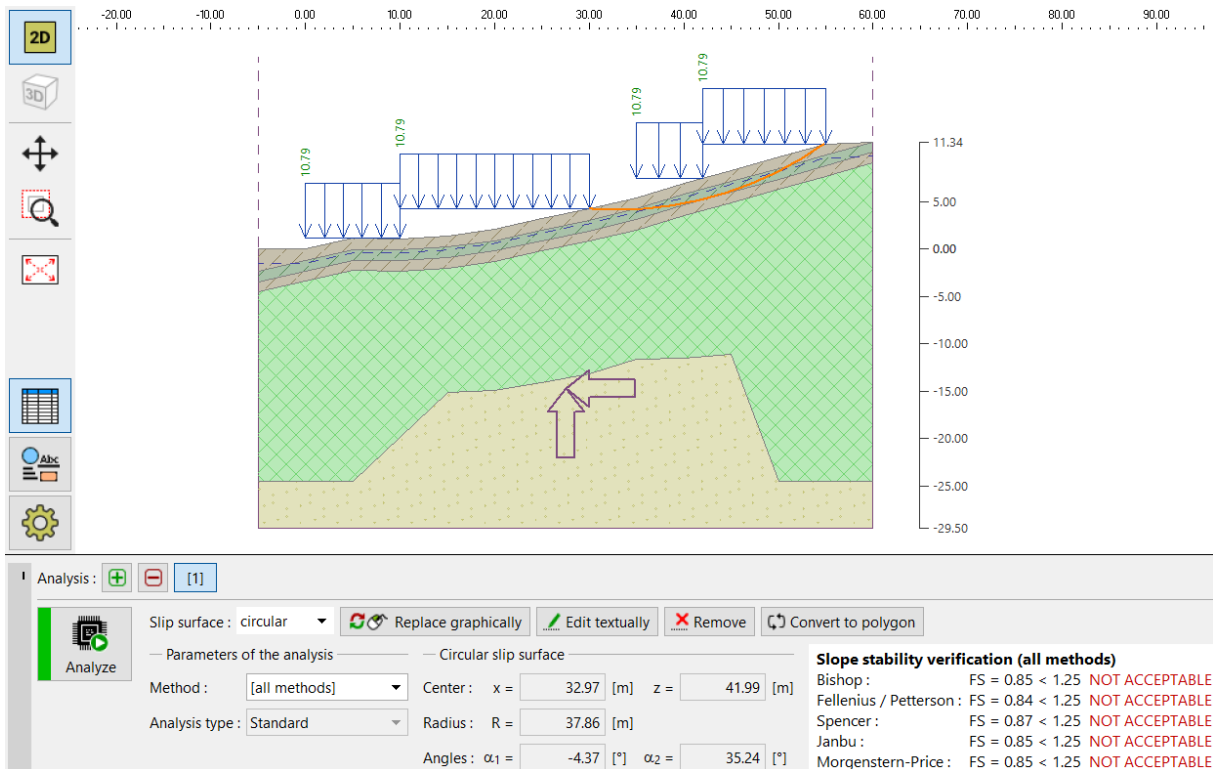 -20.00 -10.00 0.00 10.00 20.00 30.00 40.00 50.00 60.00 70.00 80.00 90.00
2D
3D
10.79
10.79
10.79
10.79
11.34
5.00
0.00
-5.00
-10.00
-15.00
-20.00
-25.00
-29.50
Abc
Analysis : [1]
Analyze
Slip surface : circular Replace graphically Edit textually Remove Convert to polygon
Parameters of the analysis
Method : [all methods]
Analysis type : Standard
Circular slip surface
Center : x = 32.97 [m] z = 41.99 [m]
Radius : R = 37.86 [m]
Angles : α1 = -4.37 [°] α2 = 35.24 [°]
Slope stability verification (all methods)
Bishop : FS = 0.85 < 1.25 NOT ACCEPTABLE
Fellenius / Petterson : FS = 0.84 < 1.25 NOT ACCEPTABLE
Spencer : FS = 0.87 < 1.25 NOT ACCEPTABLE
Janbu : FS = 0.85 < 1.25 NOT ACCEPTABLE
Morgenstern-Price : FS = 0.85 < 1.25 NOT ACCEPTABLE